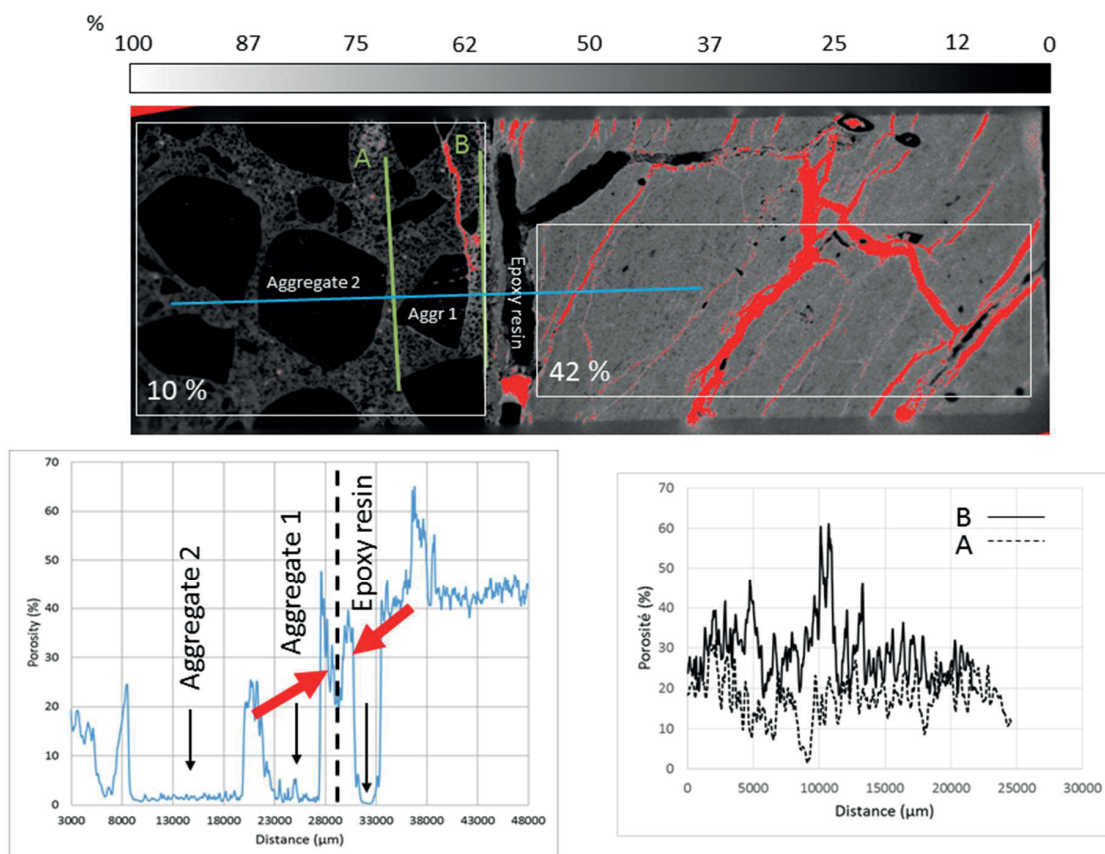 %
100 87 75 62 50 37 25 12 0
A
B
Aggregate 2
Aggr 1
Epoxy resin
10 %
42 %
70
60
50
40
30
20
10
0
Porosity (%)
Aggregate 2
Aggregate 1
Epoxy resin
3000 8000 13000 18000 23000 28000 33000 38000 43000 48000
Distance (µm)
70
60
50
40
30
20
10
0
Porosité (%)
B
A
0 5000 10000 15000 20000 25000 30000
Distance (µm)